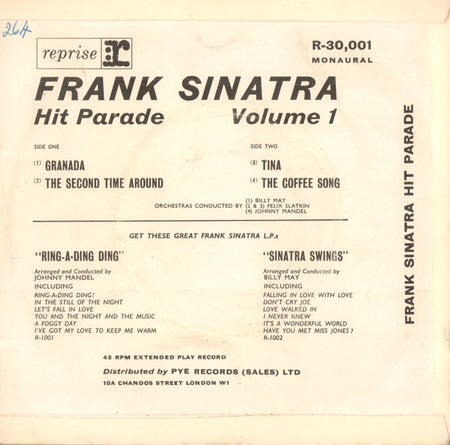 264
reprise r R-30,001
MONAURAL
FRANK SINATRA
Hit Parade Volume 1
SIDE ONE SIDE TWO
(1) GRANADA (3) TINA
(2) THE SECOND TIME AROUND (4) THE COFFEE SONG
(1) BILLY MAY
ORCHESTRAS CONDUCTED BY (2 & 3) FELIX SLATKIN
(4) JOHNNY MANDEL
GET THESE GREAT FRANK SINATRA L.P.s
"RING-A-DING DING"
Arranged and Conducted by
JOHNNY MANDEL
INCLUDING
RING-A-DING DING!
IN THE STILL OF THE NIGHT
LET'S FALL IN LOVE
YOU AND THE NIGHT AND THE MUSIC
A FOGGY DAY
I'VE GOT MY LOVE TO KEEP ME WARM
R-1001
"SINATRA SWINGS"
Arranged and Conducted by
BILLY MAY
INCLUDING
FALLING IN LOVE WITH LOVE
DON'T CRY JOE
LOVE WALKED IN
I NEVER KNEW
IT'S A WONDERFUL WORLD
HAVE YOU MET MISS JONES?
R-1002
45 RPM EXTENDED PLAY RECORD
Distributed by PYE RECORDS (SALES) LTD
10A CHANDOS STREET LONDON W1
FRANK SINATRA HIT PARADE